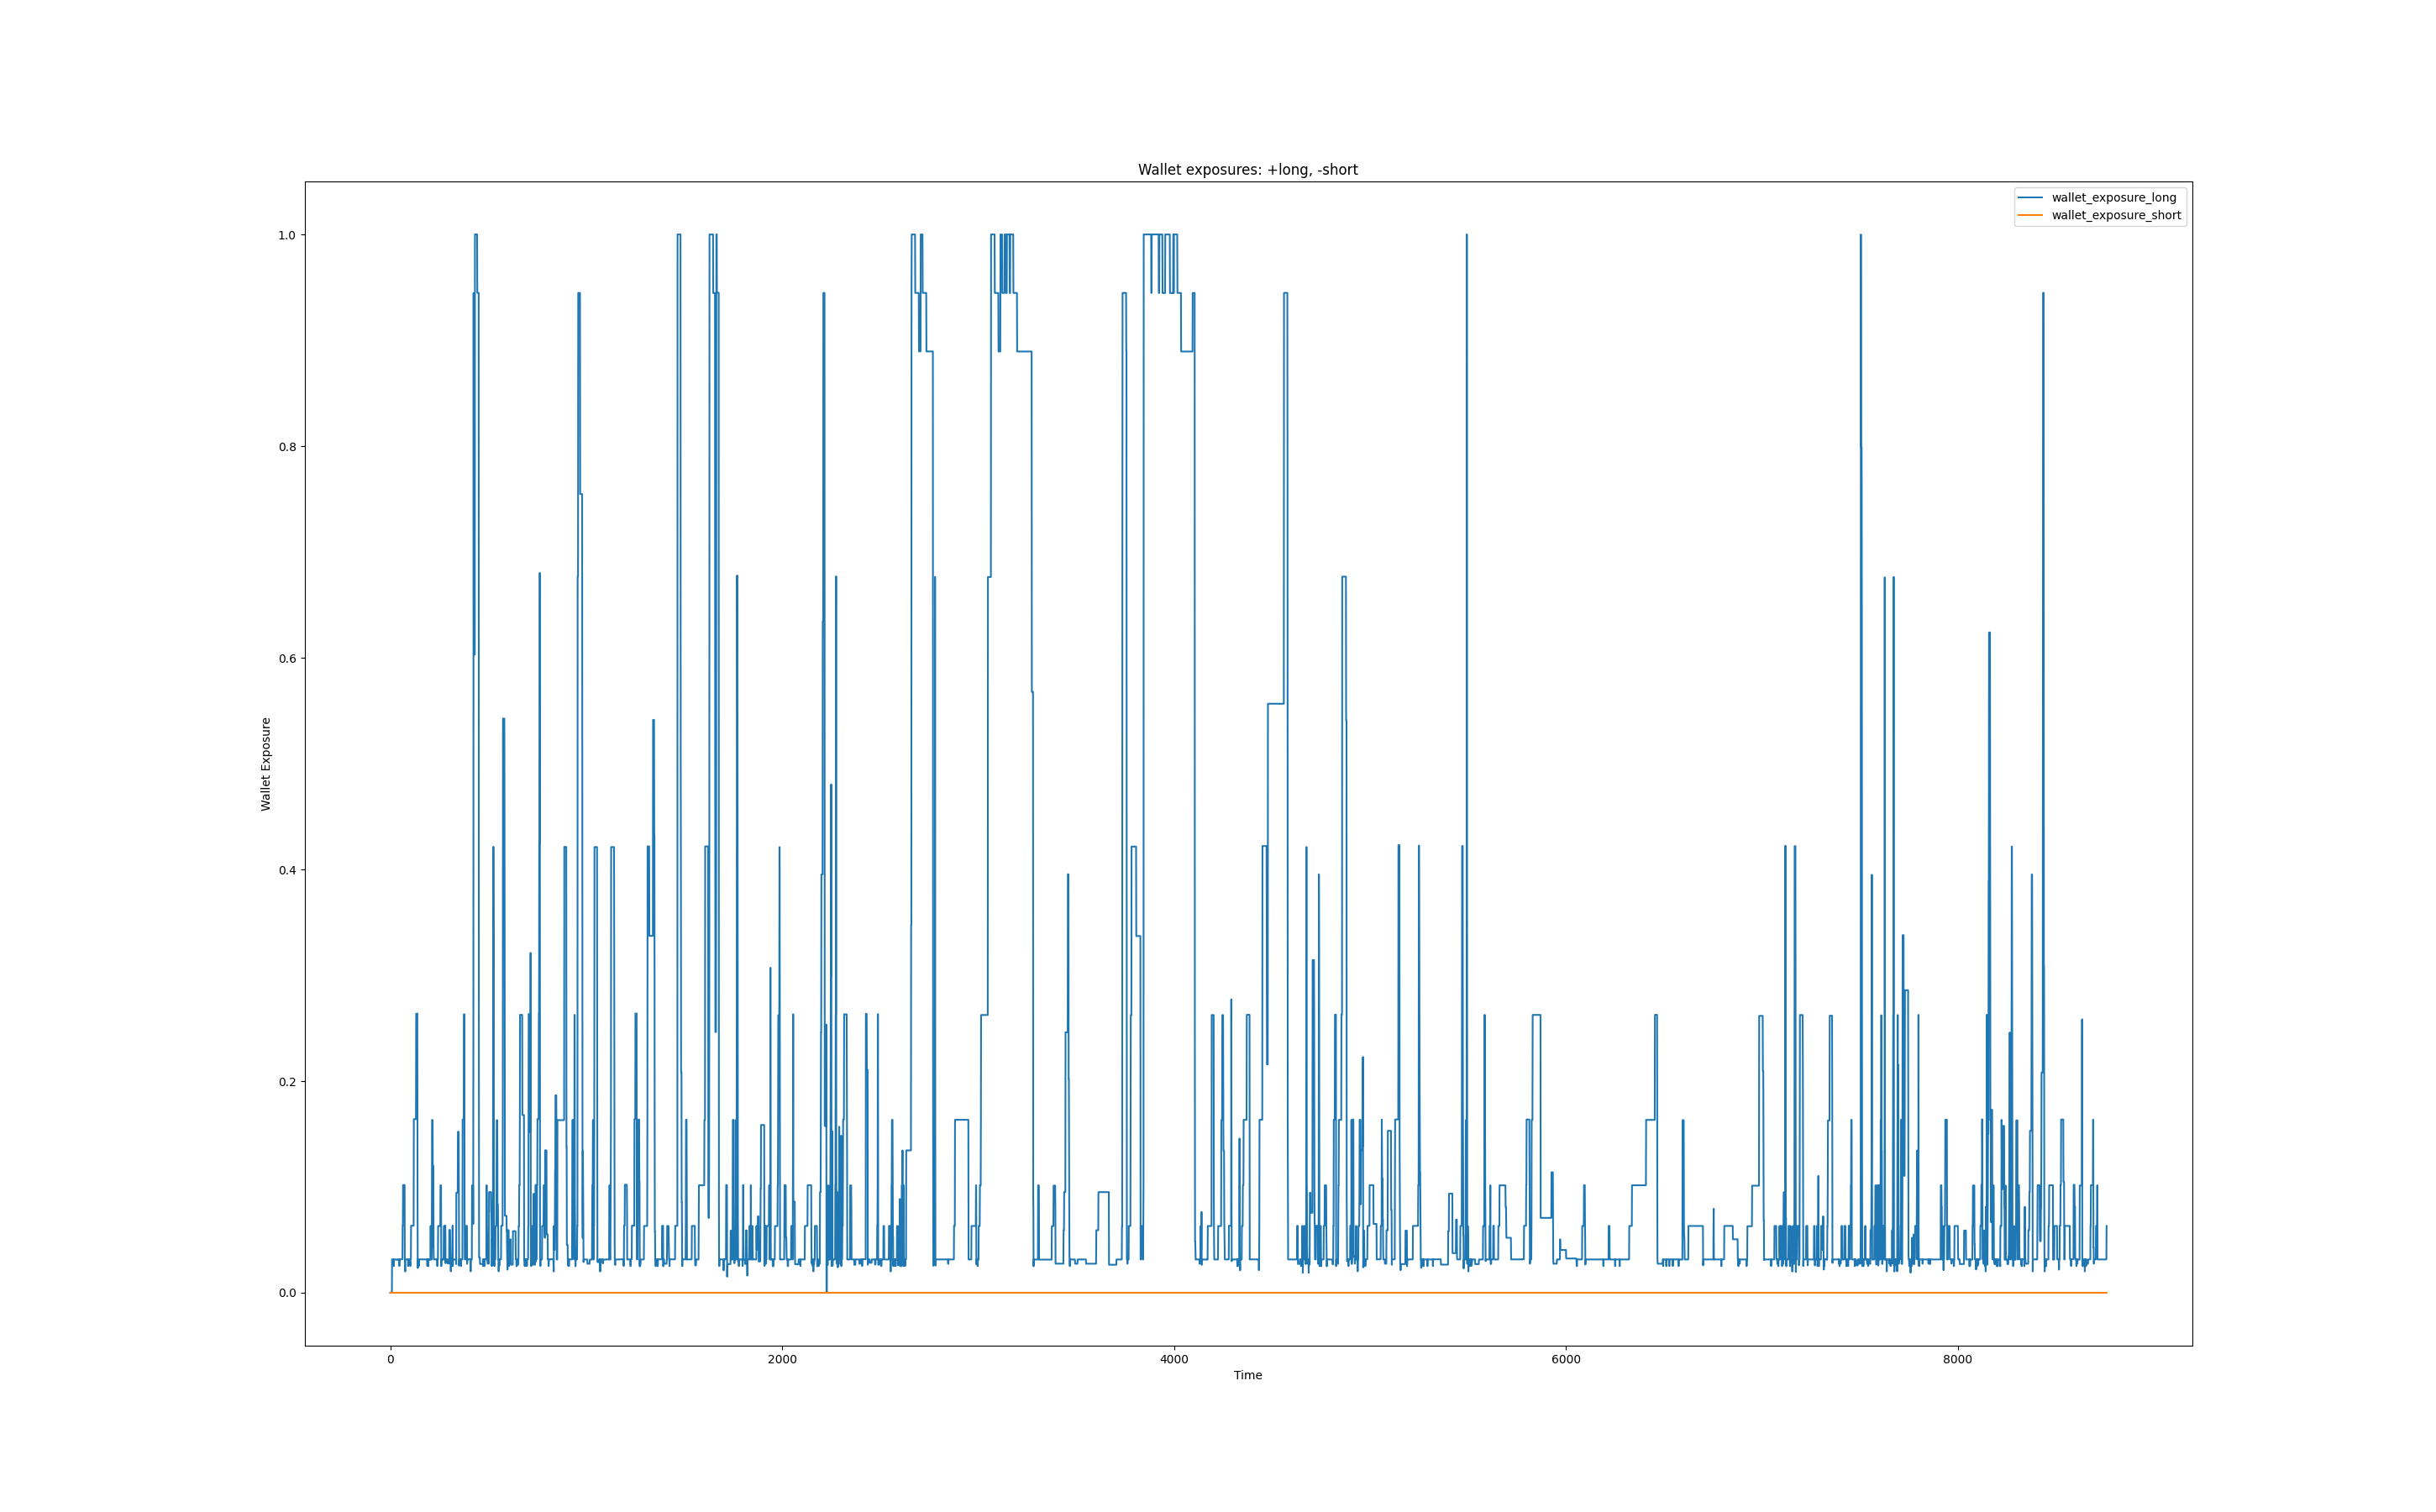 Wallet exposures: +long, -short
wallet_exposure_long
wallet_exposure_short
1.0
0.8
0.6
0.4
0.2
0.0
Wallet Exposure
0
2000
4000
6000
8000
Time